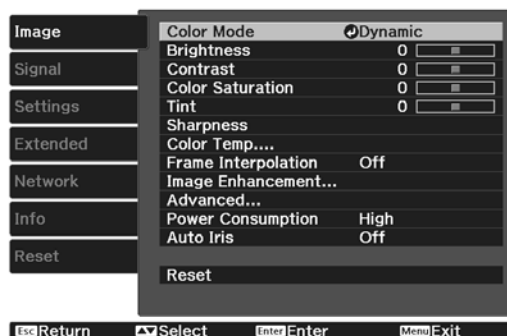 Image
Signal
Settings
Extended
Network
Info
Reset
Color Mode Dynamic
Brightness 0
Contrast 0
Color Saturation 0
Tint 0
Sharpness
Color Temp....
Frame Interpolation Off
Image Enhancement...
Advanced...
Power Consumption High
Auto Iris Off
Reset
Esc Return Select Enter Enter Menu Exit